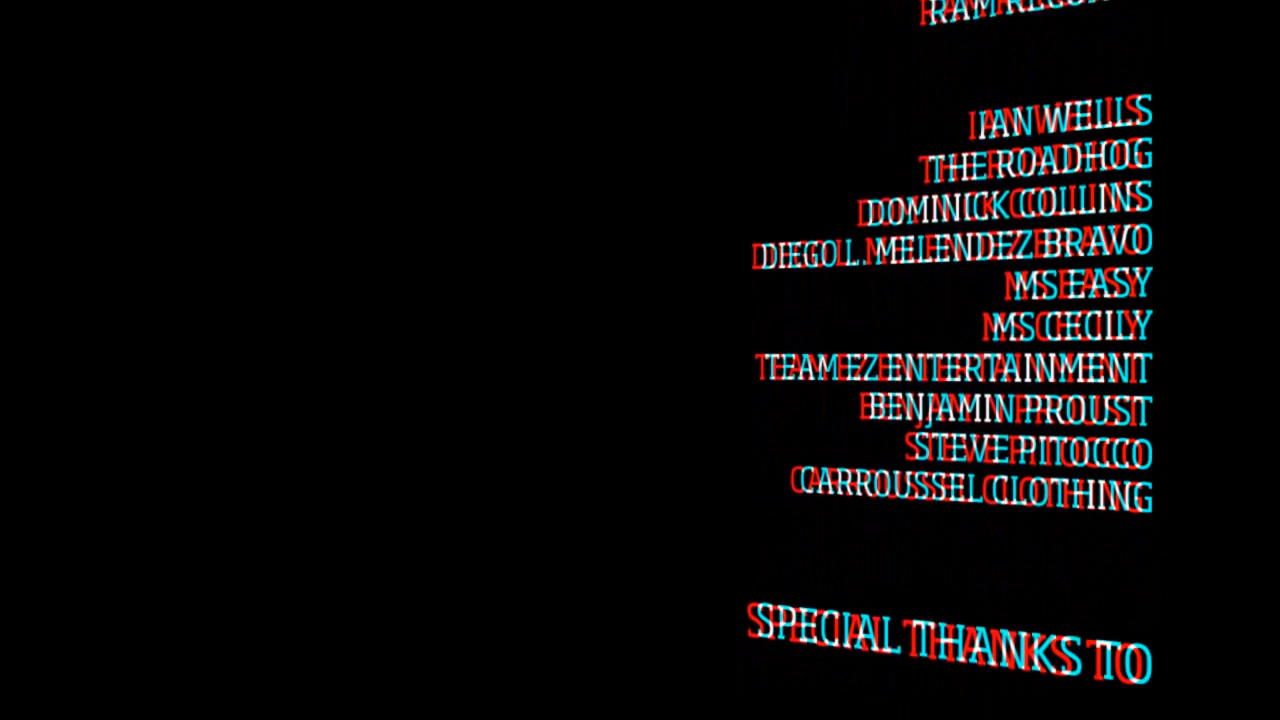 IAN WELLS
THE ROADHOG
DOMINICK COLLINS
DIEGO L. MELENDEZ BRAVO
MS EASY
MS CECILY
TEAM EZ ENTERTAINMENT
BENJAMIN PROUST
STEVE PITOCCO
CARROUSSEL CLOTHING
SPECIAL THANKS TO